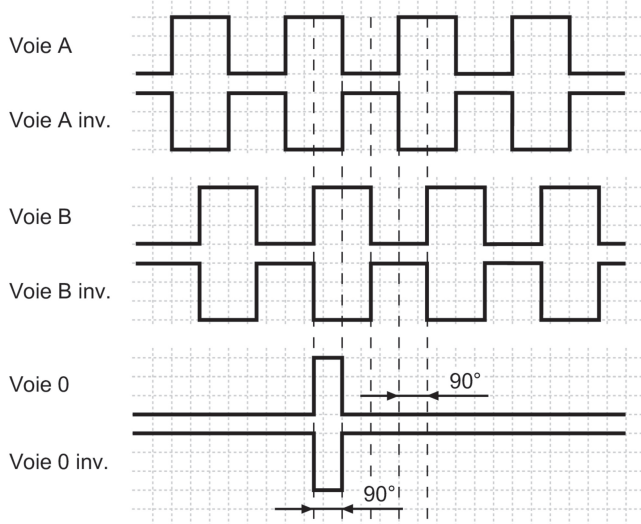 Voie A
Voie A inv.
Voie B
Voie B inv.
Voie 0
90°
Voie 0 inv.
90°